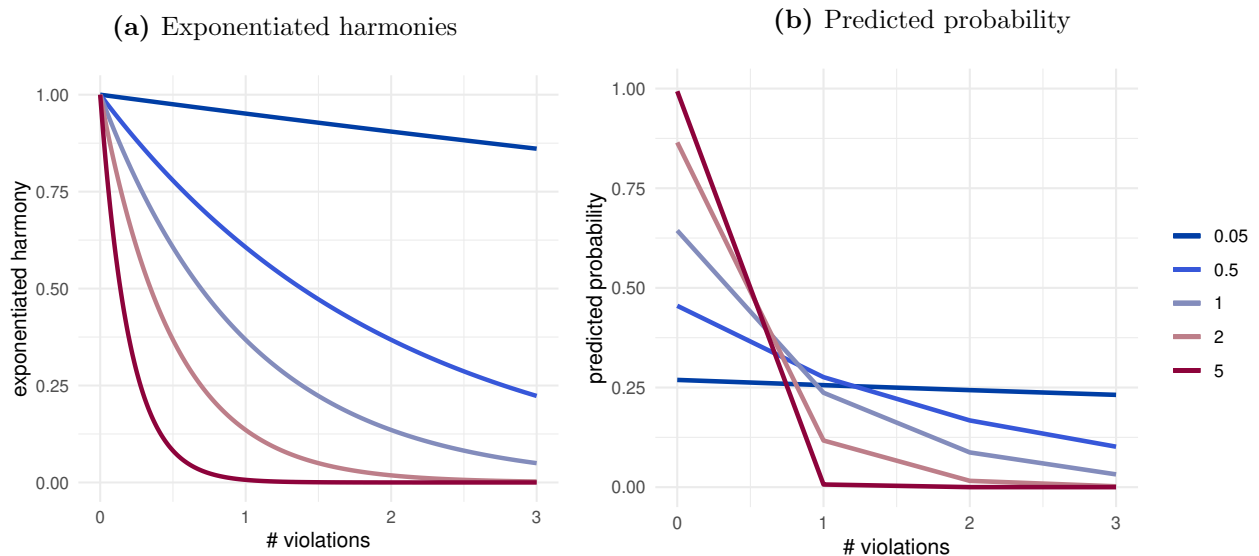 (a) Exponentiated harmonies
exponentiated harmony
1.00
0.75
0.50
0.25
0.00
0 1 2 3
# violations
(b) Predicted probability
predicted probability
1.00
0.75
0.50
0.25
0.00
0 1 2 3
# violations
0.05
0.5
1
2
5